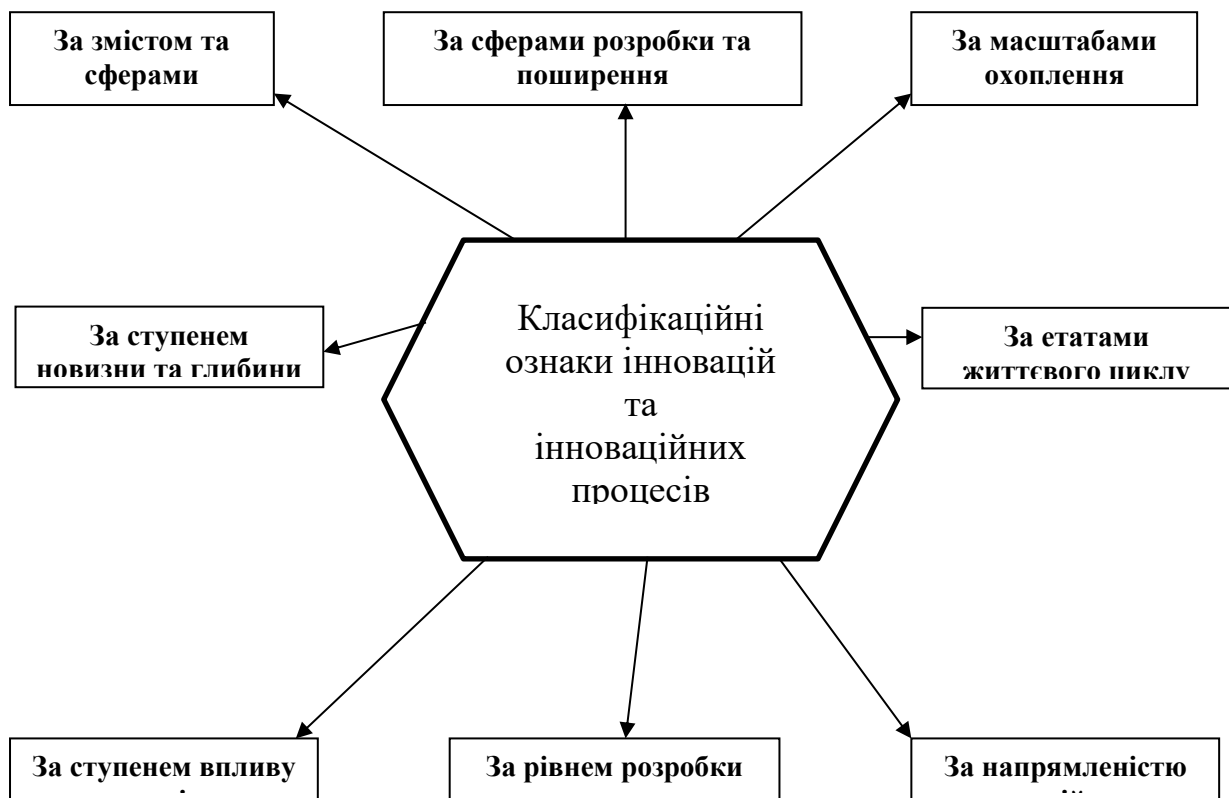 За змістом та
сферами
За сферами розробки та
поширення
За масштабами
охоплення
За ступенем
новизни та глибини
Класифікаційні
ознаки інновацій
та
інноваційних
процесів
За етатами
життєвого циклу
За ступенем впливу
За рівнем розробки
За напрямленістю